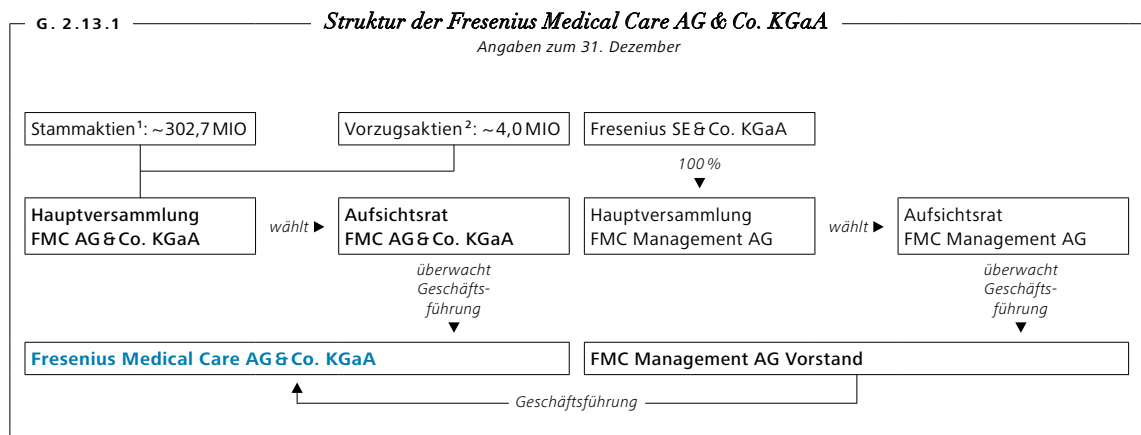 G. 2.13.1
Struktur der Fresenius Medical Care AG & Co. KGaA
Angaben zum 31. Dezember
Stammaktien¹: ~302,7 MIO
Vorzugsaktien²: ~4,0 MIO
Fresenius SE & Co. KGaA
100 %
Hauptversammlung
FMC AG & Co. KGaA
wählt
Aufsichtsrat
FMC AG & Co. KGaA
Hauptversammlung
FMC Management AG
wählt
Aufsichtsrat
FMC Management AG
überwacht
Geschäfts-
führung
überwacht
Geschäfts-
führung
Fresenius Medical Care AG & Co. KGaA
FMC Management AG Vorstand
Geschäftsführung